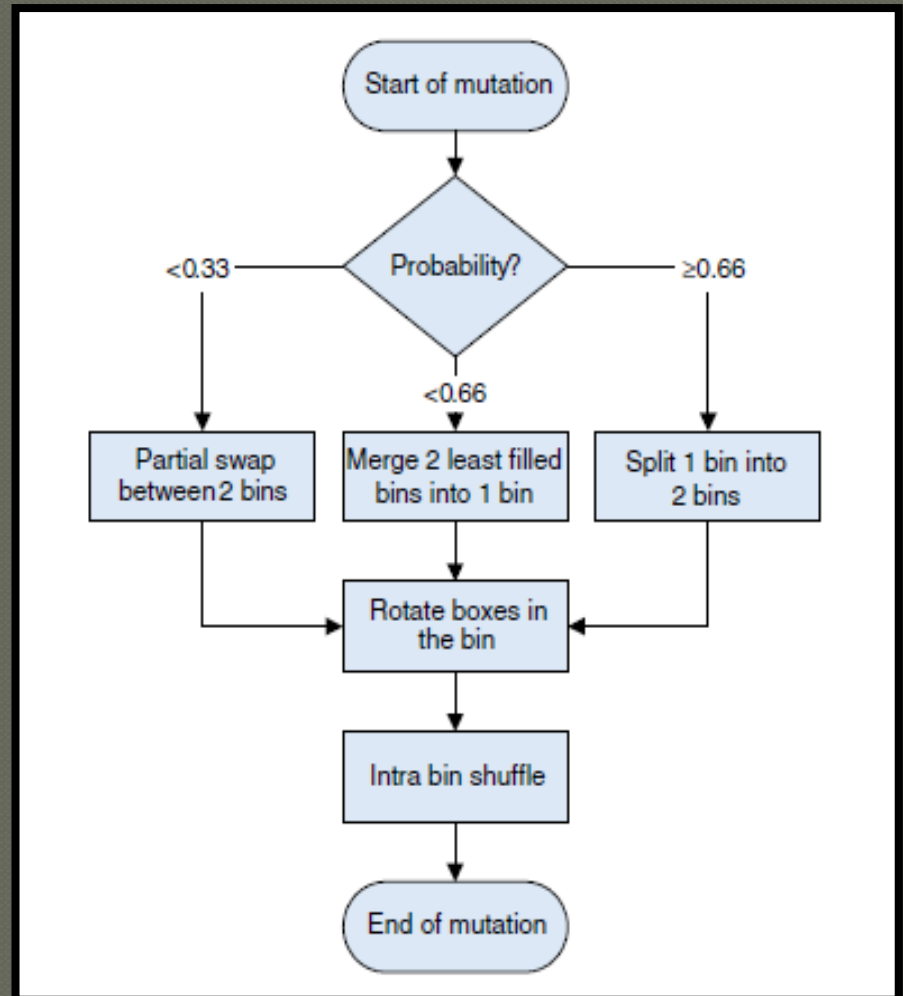 Start of mutation
Probability?
<0.33
≥0.66
<0.66
Partial swap
between 2 bins
Merge 2 least filled
bins into 1 bin
Split 1 bin into
2 bins
Rotate boxes in
the bin
Intra bin shuffle
End of mutation